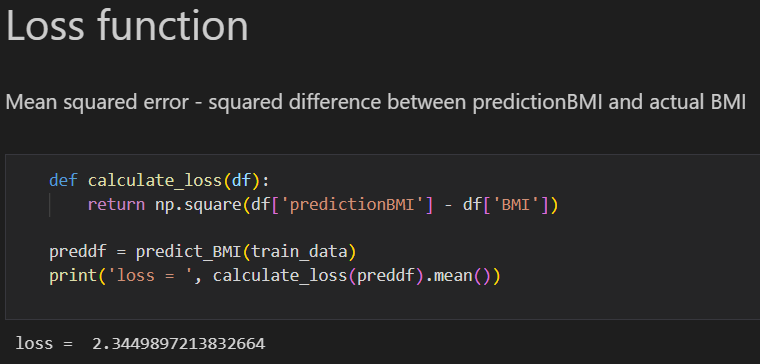 Loss function
Mean squared error - squared difference between predictionBMI and actual BMI
def calculate_loss(df):
    return np.square(df['predictionBMI'] - df['BMI'])
preddf = predict_BMI(train_data)
print('loss = ', calculate_loss(preddf).mean())
loss =  2.3449897213832664